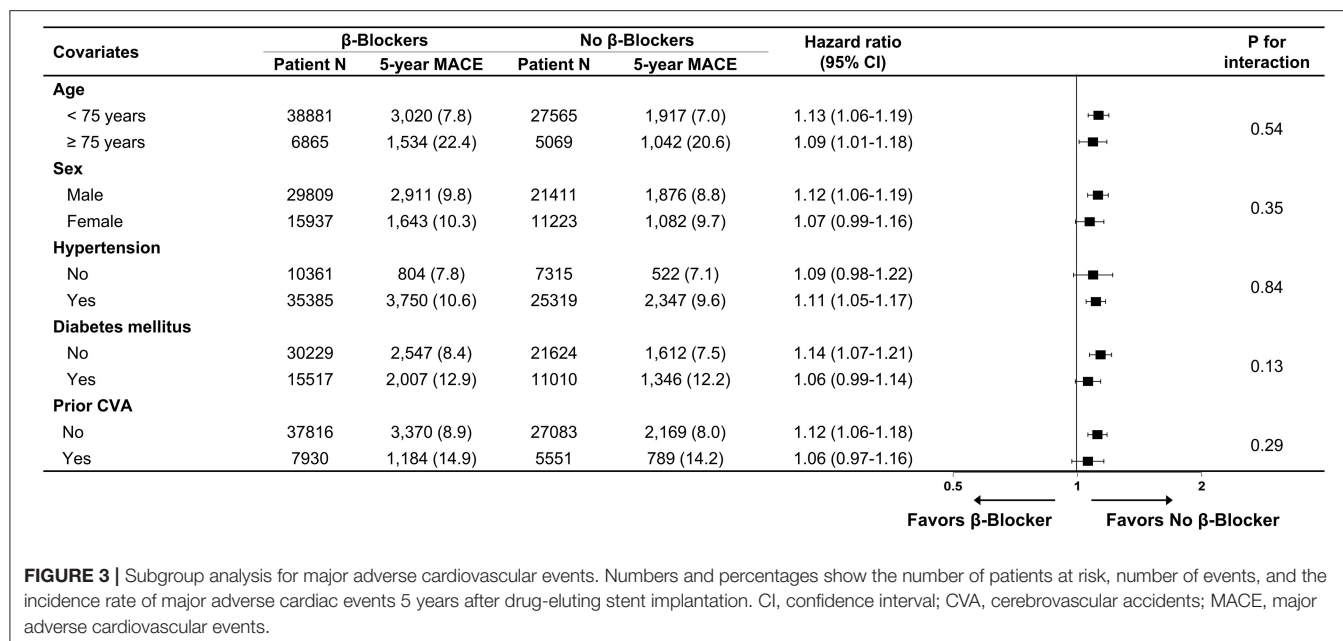 Covariates β-Blockers No β-Blockers Hazard ratio (95% CI) P for interaction
Patient N 5-year MACE Patient N 5-year MACE
Age
< 75 years 38881 3,020 (7.8) 27565 1,917 (7.0) 1.13 (1.06-1.19) 0.54
≥ 75 years 6865 1,534 (22.4) 5069 1,042 (20.6) 1.09 (1.01-1.18)
Sex
Male 29809 2,911 (9.8) 21411 1,876 (8.8) 1.12 (1.06-1.19) 0.35
Female 15937 1,643 (10.3) 11223 1,082 (9.7) 1.07 (0.99-1.16)
Hypertension
No 10361 804 (7.8) 7315 522 (7.1) 1.09 (0.98-1.22) 0.84
Yes 35385 3,750 (10.6) 25319 2,347 (9.6) 1.11 (1.05-1.17)
Diabetes mellitus
No 30229 2,547 (8.4) 21624 1,612 (7.5) 1.14 (1.07-1.21) 0.13
Yes 15517 2,007 (12.9) 11010 1,346 (12.2) 1.06 (0.99-1.14)
Prior CVA
No 37816 3,370 (8.9) 27083 2,169 (8.0) 1.12 (1.06-1.18) 0.29
Yes 7930 1,184 (14.9) 5551 789 (14.2) 1.06 (0.97-1.16)
0.5 1 2
Favors β-Blocker Favors No β-Blocker
FIGURE 3 | Subgroup analysis for major adverse cardiovascular events. Numbers and percentages show the number of patients at risk, number of events, and the
incidence rate of major adverse cardiac events 5 years after drug-eluting stent implantation. CI, confidence interval; CVA, cerebrovascular accidents; MACE, major
adverse cardiovascular events.